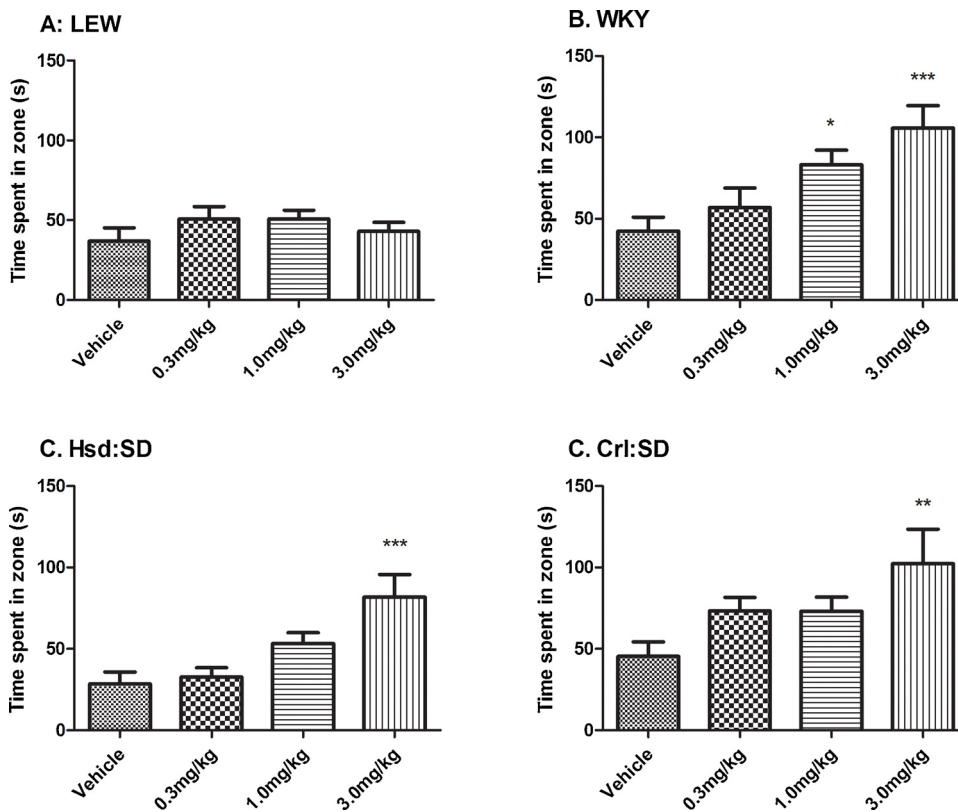 A: LEW
Time spent in zone (s)
150
100
50
0
Vehicle
0.3mg/kg
1.0mg/kg
3.0mg/kg
B. WKY
Time spent in zone (s)
150
100
50
0
*
***
Vehicle
0.3mg/kg
1.0mg/kg
3.0mg/kg
C. Hsd:SD
Time spent in zone (s)
150
100
50
0
***
Vehicle
0.3mg/kg
1.0mg/kg
3.0mg/kg
C. Crl:SD
Time spent in zone (s)
150
100
50
0
**
Vehicle
0.3mg/kg
1.0mg/kg
3.0mg/kg